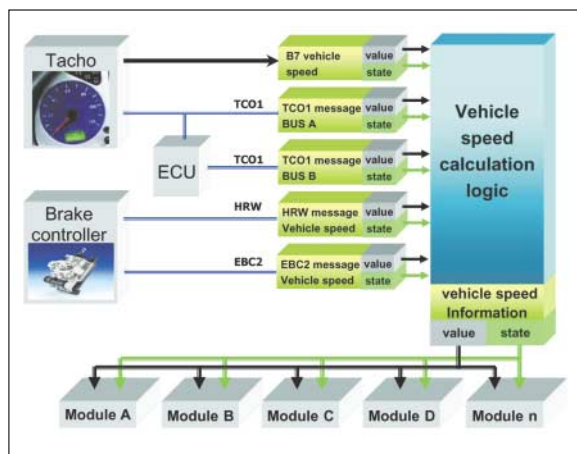 Tacho
B7 vehicle
speed
value
state
TCO1
TCO1 message
BUS A
value
state
ECU
TCO1
TCO1 message
BUS B
value
state
Brake
controller
HRW
HRW message
Vehicle speed
value
state
EBC2
EBC2 message
Vehicle speed
value
state
Vehicle
speed
calculation
logic
vehicle speed
Information
value
state
Module A
Module B
Module C
Module D
Module n